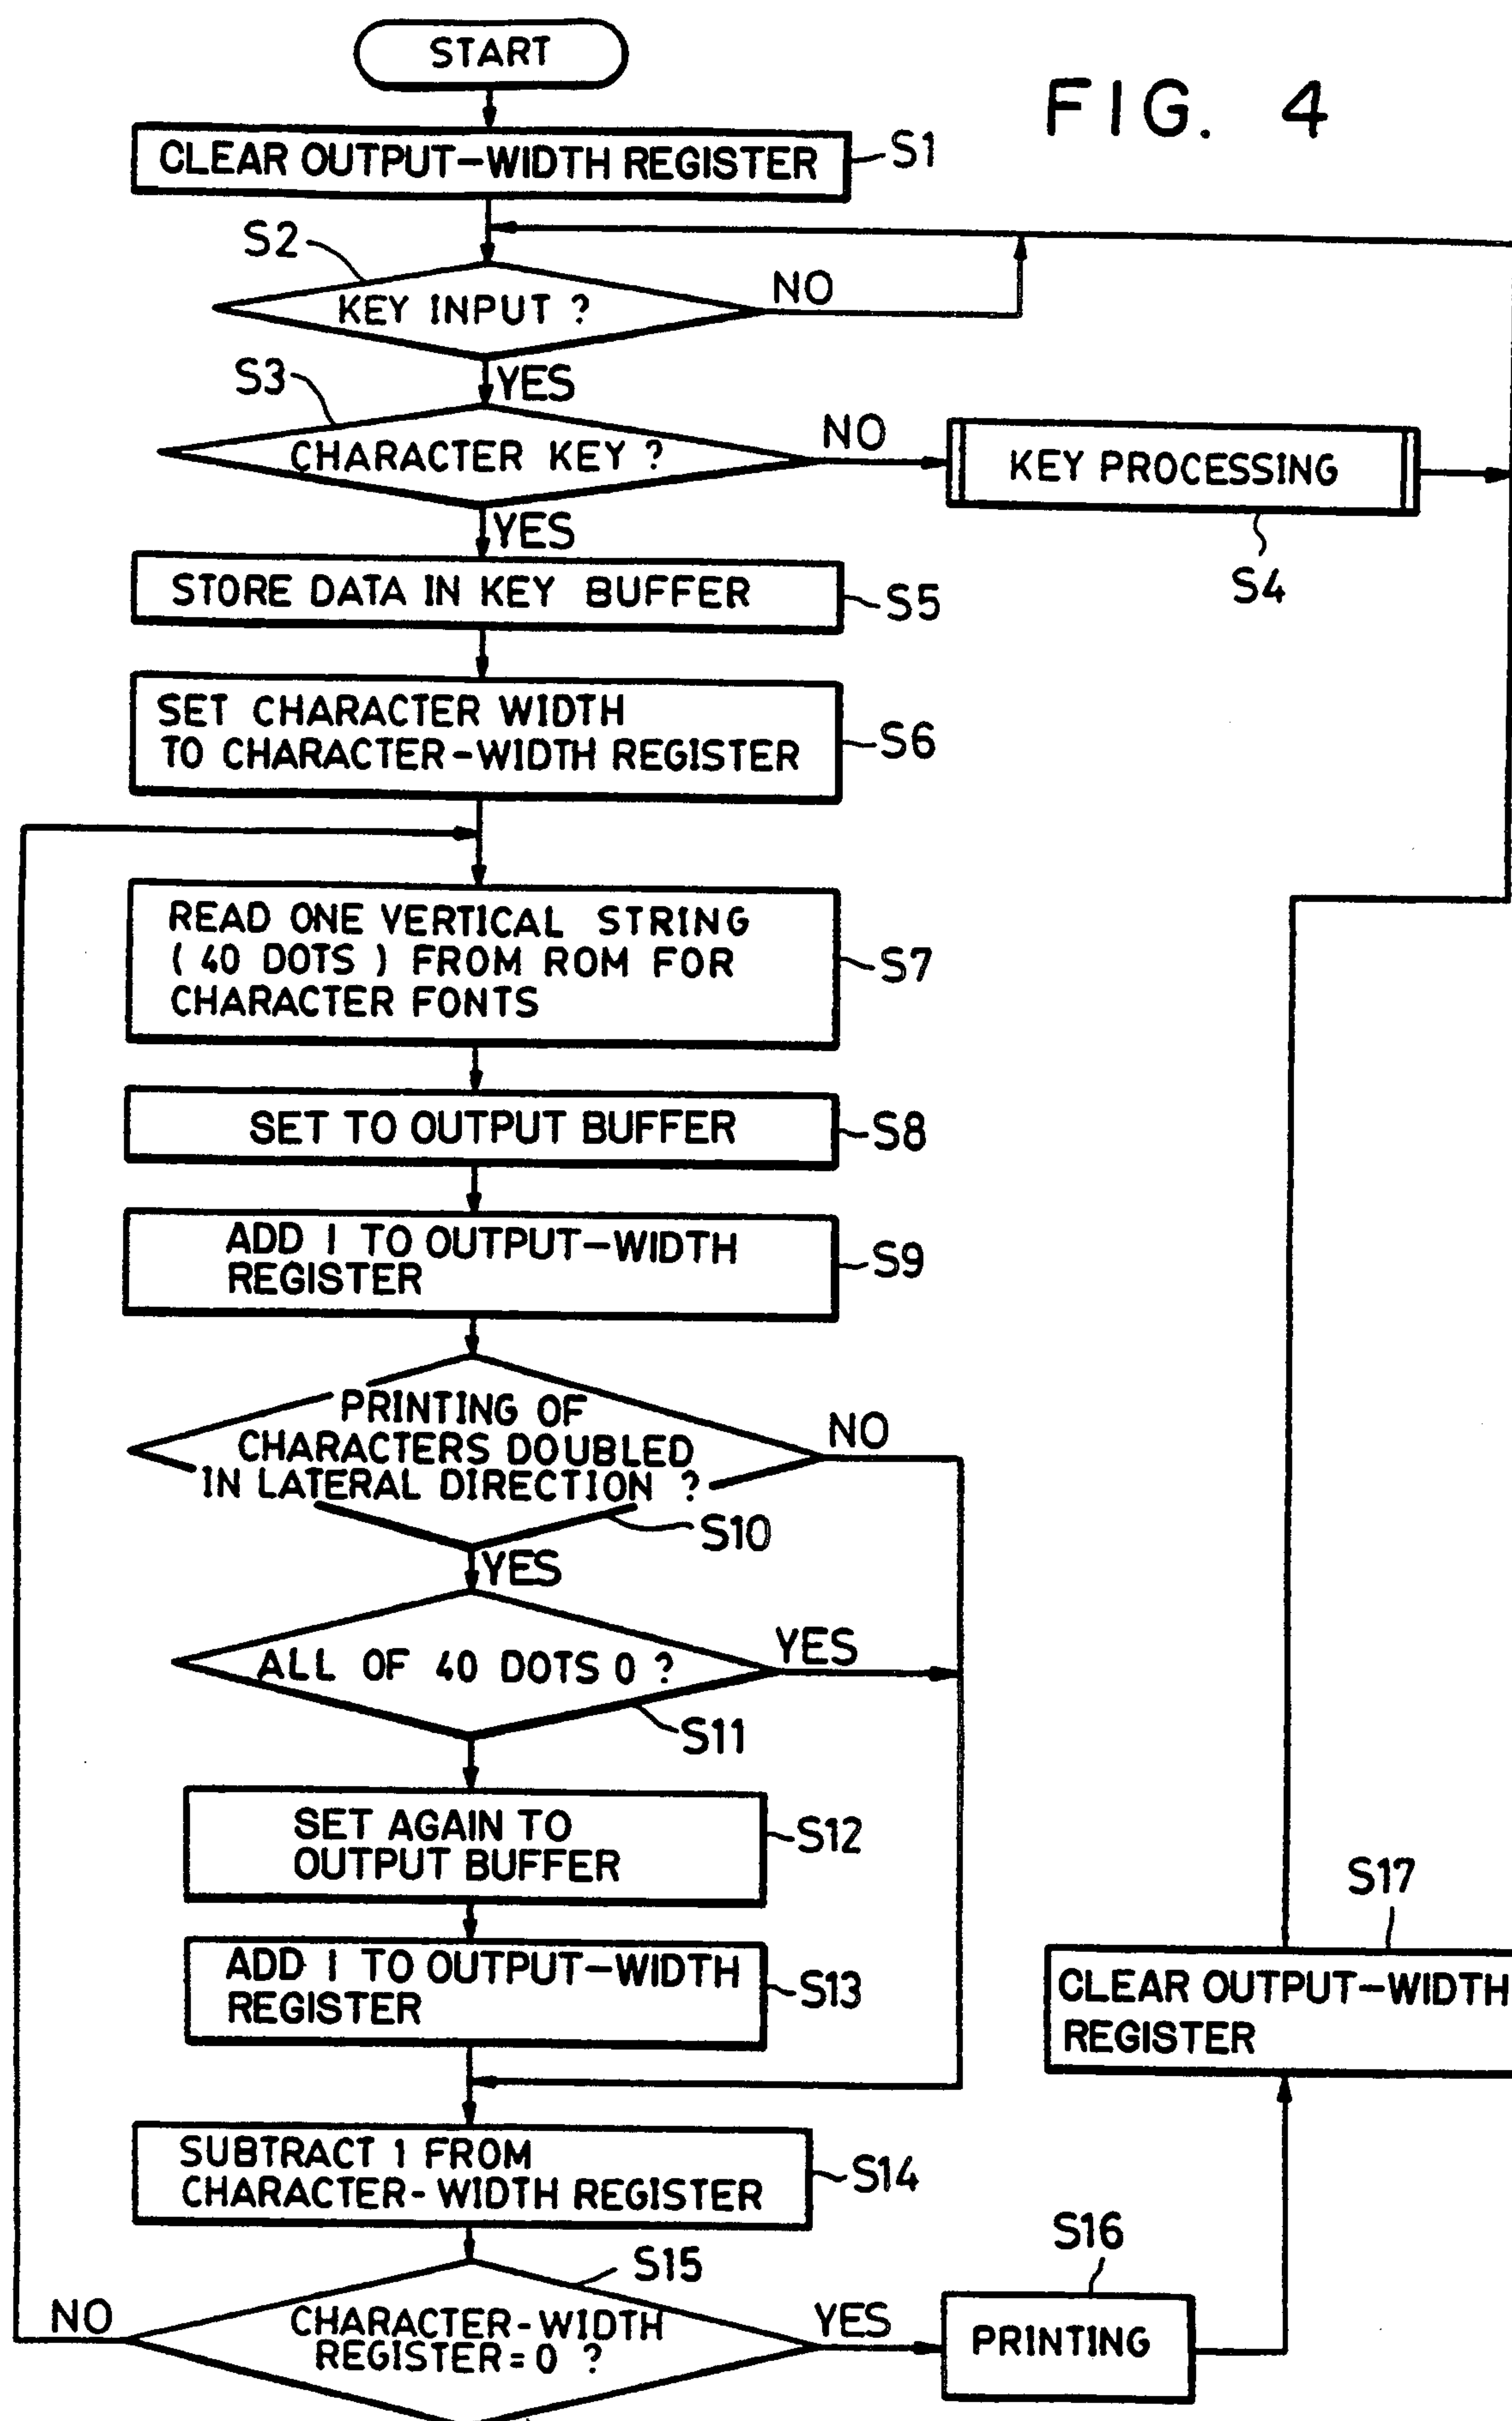 START
FIG. 4
CLEAR OUTPUT-WIDTH REGISTER
S1
S2
KEY INPUT ?
NO
YES
S3
CHARACTER KEY ?
NO
KEY PROCESSING
S4
YES
STORE DATA IN KEY BUFFER
S5
SET CHARACTER WIDTH
TO CHARACTER-WIDTH REGISTER
S6
READ ONE VERTICAL STRING
( 40 DOTS ) FROM ROM FOR
CHARACTER FONTS
S7
SET TO OUTPUT BUFFER
S8
ADD 1 TO OUTPUT-WIDTH
REGISTER
S9
PRINTING OF
CHARACTERS DOUBLED
IN LATERAL DIRECTION ?
NO
S10
YES
ALL OF 40 DOTS 0 ?
YES
S11
SET AGAIN TO
OUTPUT BUFFER
S12
ADD 1 TO OUTPUT-WIDTH
REGISTER
S13
S17
CLEAR OUTPUT-WIDTH
REGISTER
SUBTRACT 1 FROM
CHARACTER-WIDTH REGISTER
S14
S15
CHARACTER-WIDTH
REGISTER=0 ?
NO
YES
S16
PRINTING